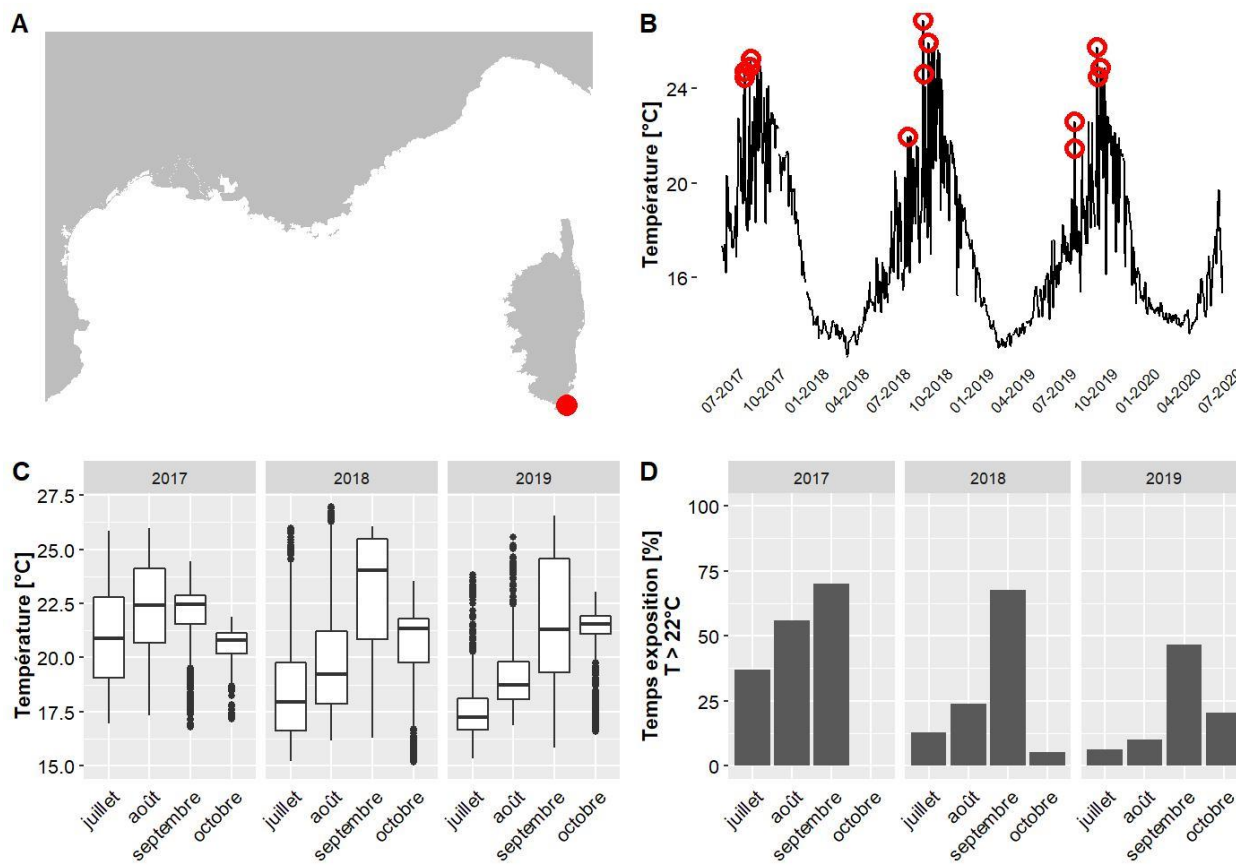 A
B
Température [°C]
24
20
16
07-2017
10-2017
01-2018
04-2018
07-2018
10-2018
01-2019
04-2019
07-2019
10-2019
01-2020
04-2020
07-2020
C
2017
2018
2019
Température [°C]
27.5
25.0
22.5
20.0
17.5
15.0
juillet
août
septembre
octobre
juillet
août
septembre
octobre
juillet
août
septembre
octobre
D
2017
2018
2019
Temps exposition [%]
T > 22°C
100
75
50
25
0
juillet
août
septembre
octobre
juillet
août
septembre
octobre
juillet
août
septembre
octobre